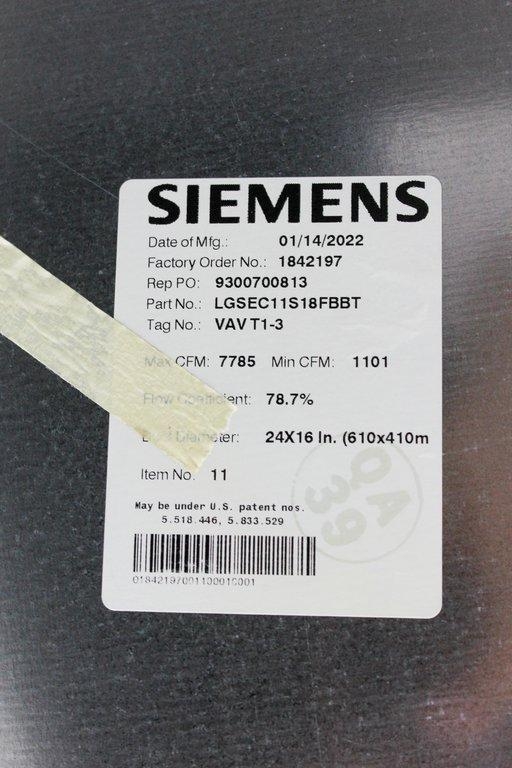 SIEMENS
Date of Mfg.: 01/14/2022
Factory Order No.: 1842197
Rep PO: 9300700813
Part No.: LGSEC11S18FBBT
Tag No.: VAV T1-3
Max CFM: 7785 Min CFM: 1101
Flow Coefficient: 78.7%
Diameter: 24X16 In. (610x410m
Item No. 11
May be under U.S. patent nos.
5.518.446, 5.833.529
QA
39